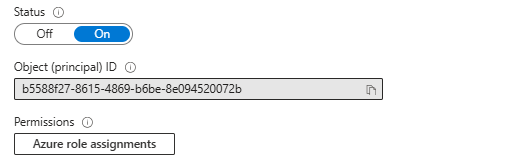 Status
Off On
Object (principal) ID
b5588f27-8615-4869-b6be-8e094520072b
Permissions
Azure role assignments